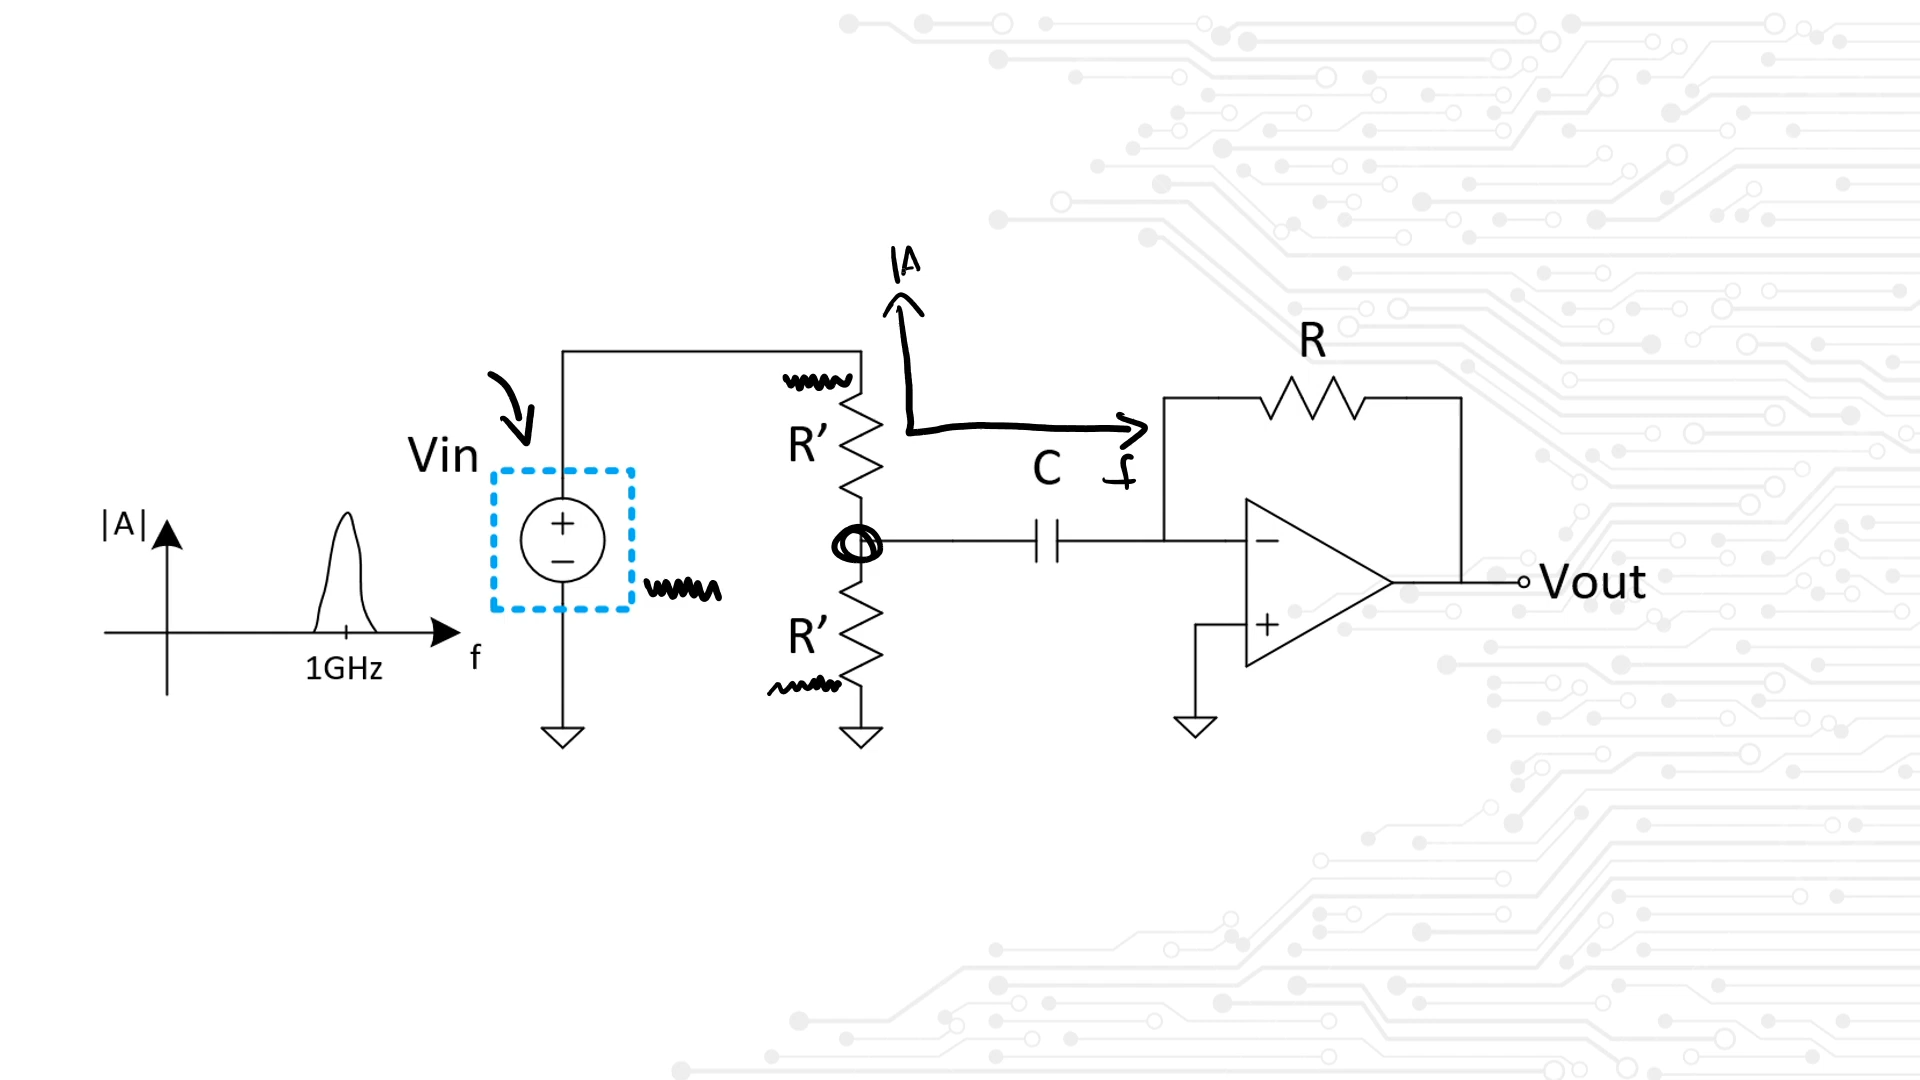 |A
R
R'
Vin
C f
|A|
+
−
−
Vout
R'
+
1GHz
f